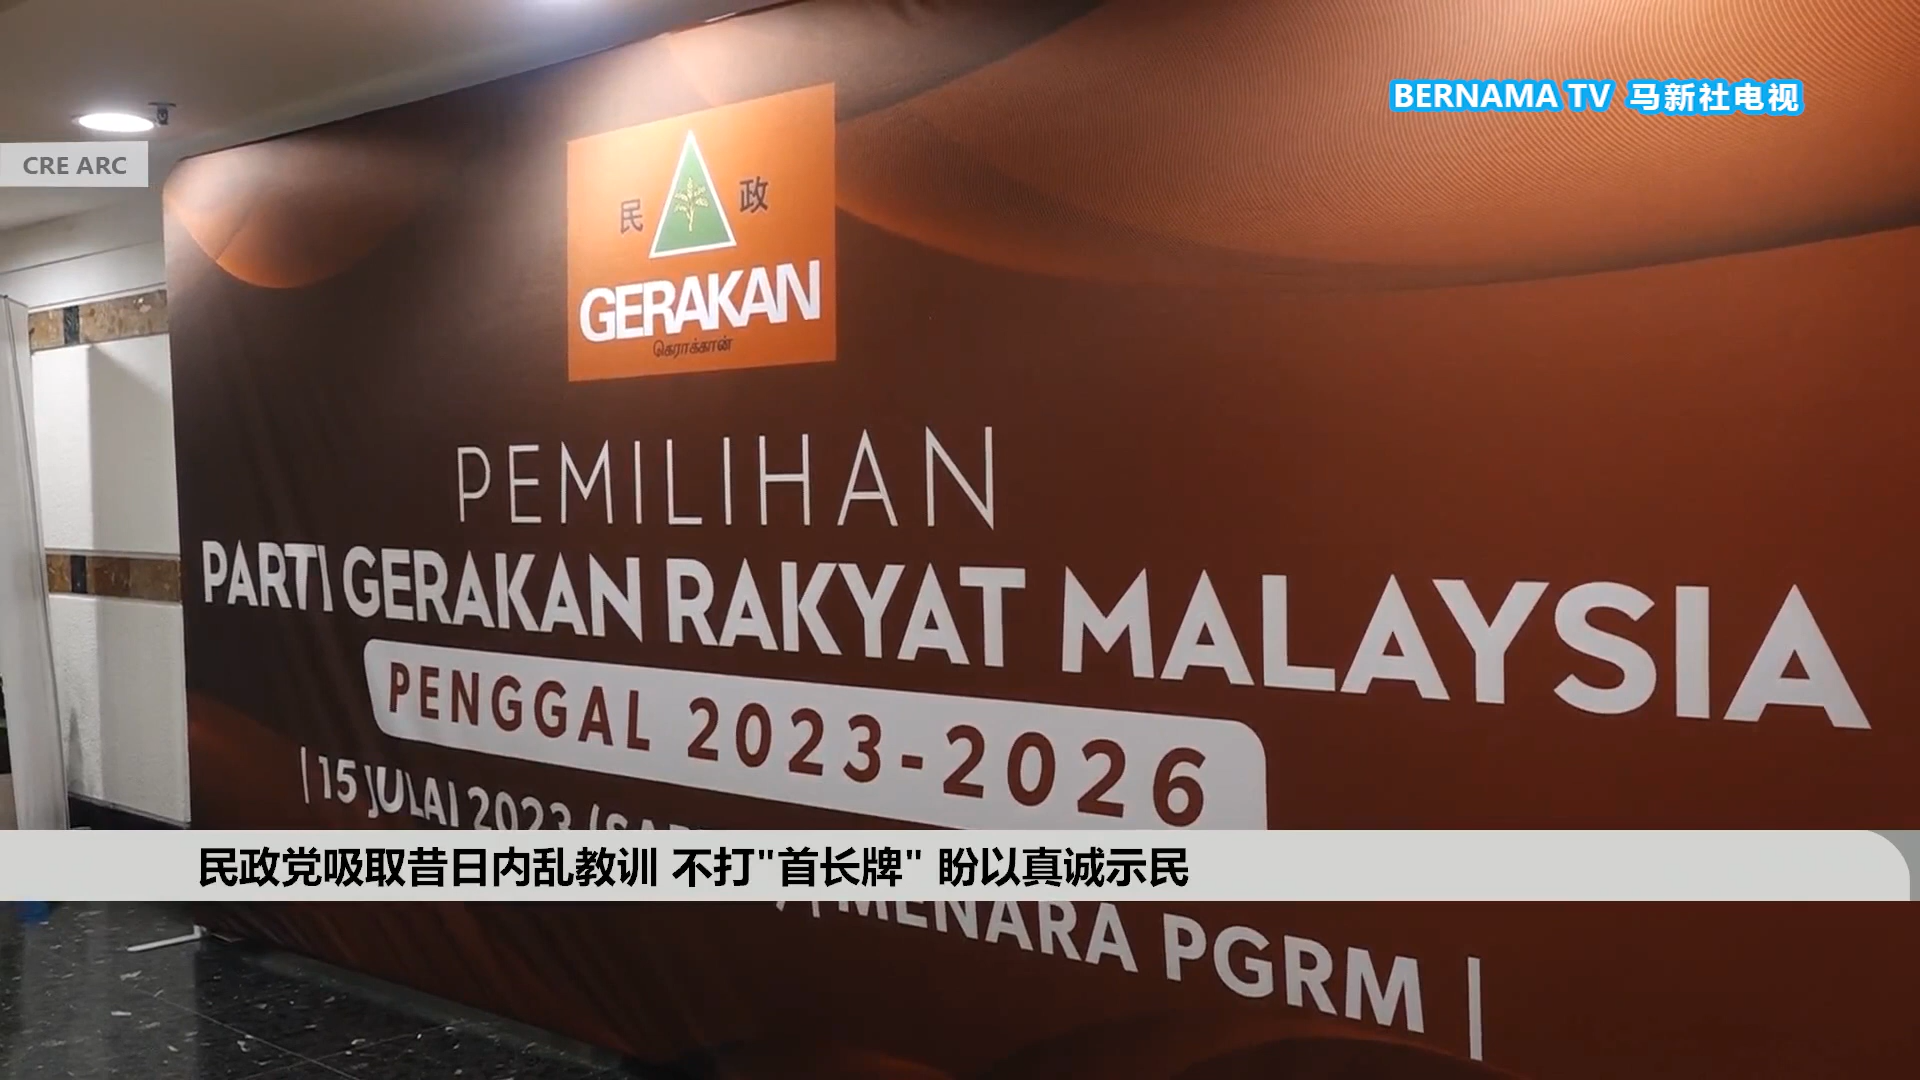 BERNAMA TV 马新社电视
CRE ARC
民 政
GERAKAN
கெராக்கான்
PEMILIHAN
PARTI GERAKAN RAKYAT MALAYSIA
PENGGAL 2023-2026
| 15 JULAI 2023
民政党吸取昔日内乱教训 不打"首长牌" 盼以真诚示民
MENARA PGRM |